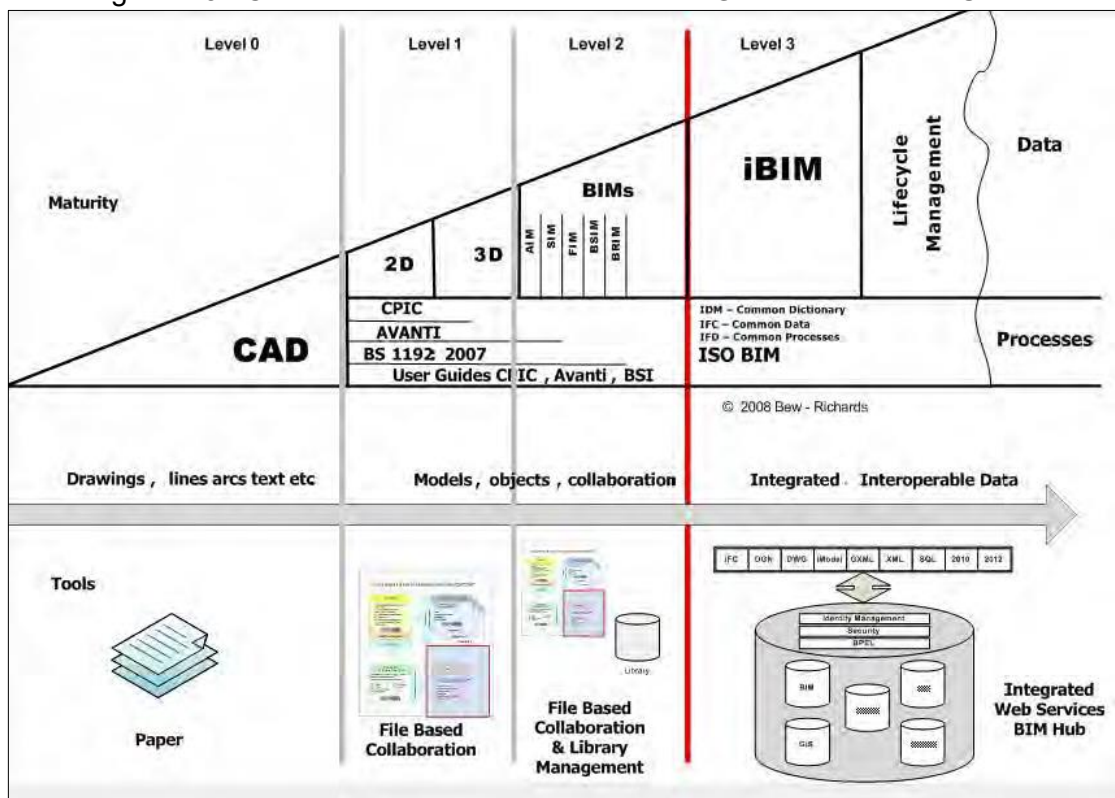 Level 0
Level 1
Level 2
Level 3
Maturity
CAD
2D
3D
BIMs
AIM
SIM
FIM
BSIM
BRIM
iBIM
Lifecycle
Management
Data
CPIC
AVANTI
BS 1192: 2007
User Guides CPIC , Avanti , BSI
IDM – Common Dictionary
IFC – Common Data
IFD – Common Processes
ISO BIM
Processes
© 2008 Bew - Richards
Drawings , lines arcs text etc
Models , objects , collaboration
Integrated , Interoperable Data
Tools
Paper
File Based
Collaboration
Library
File Based
Collaboration
& Library
Management
IFC DGN DWG iModel GXML XML SQL 2010 2012
Identity Management
Security
BPEL
BIM
GIS
Integrated
Web Services
BIM Hub